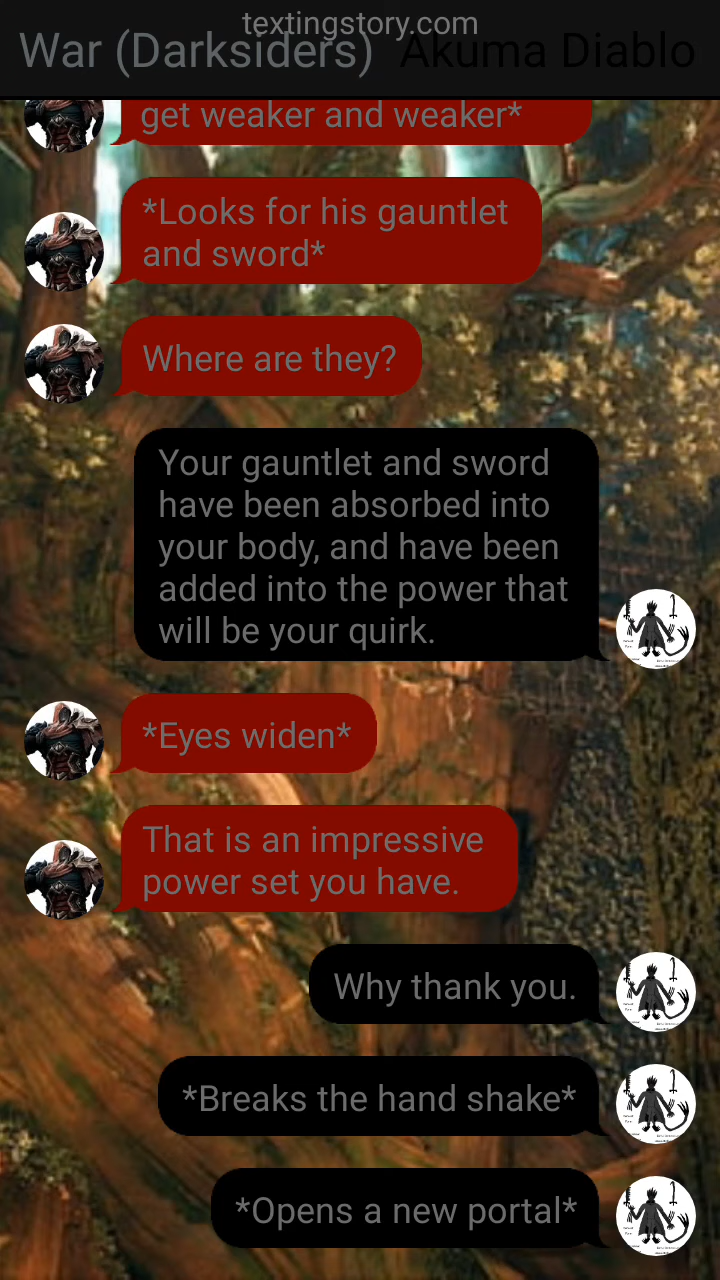 textingstory.com
War (Darksiders) Akuma Diablo
get weaker and weaker*
*Looks for his gauntlet
and sword*
Where are they?
Your gauntlet and sword
have been absorbed into
your body, and have been
added into the power that
will be your quirk.
*Eyes widen*
That is an impressive
power set you have.
Why thank you.
*Breaks the hand shake*
*Opens a new portal*